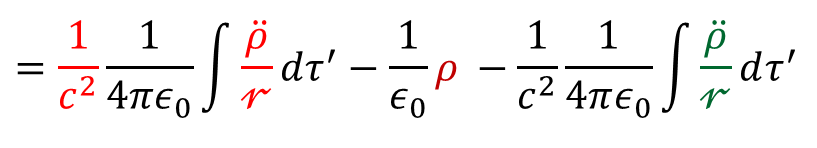 = 1/c² 1/(4πϵ₀) ∫ ρ̈/𝓇 dτ′ − 1/ϵ₀ ρ − 1/c² 1/(4πϵ₀) ∫ ρ̈/𝓇 dτ′